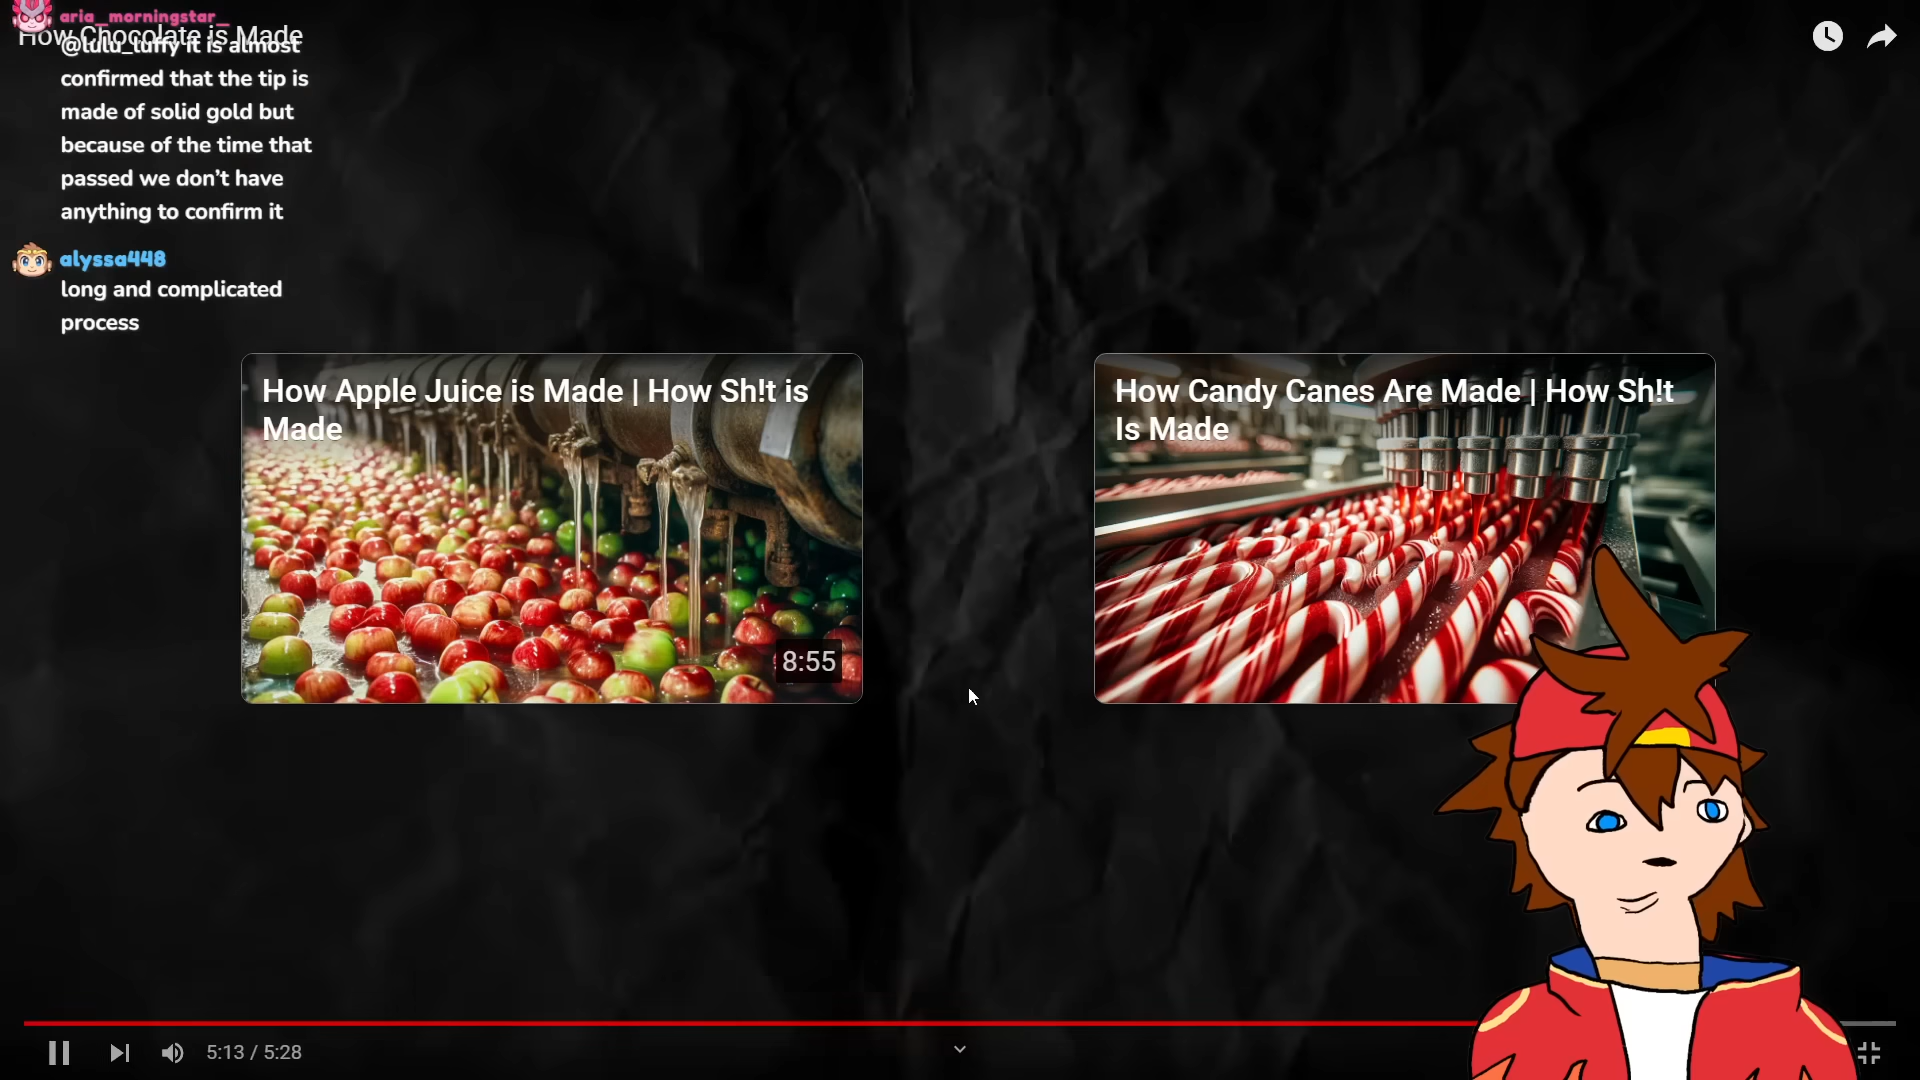 aria_morningstar_
How Chocolate is Made
@lulu_luffy it is almost
confirmed that the tip is
made of solid gold but
because of the time that
passed we don’t have
anything to confirm it
alyssa448
long and complicated
process
How Apple Juice is Made | How Sh!t is
Made
8:55
How Candy Canes Are Made | How Sh!t
Is Made
5:13 / 5:28